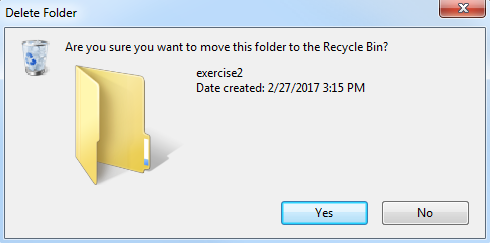 Delete Folder
Are you sure you want to move this folder to the Recycle Bin?
exercise2
Date created: 2/27/2017 3:15 PM
Yes
No